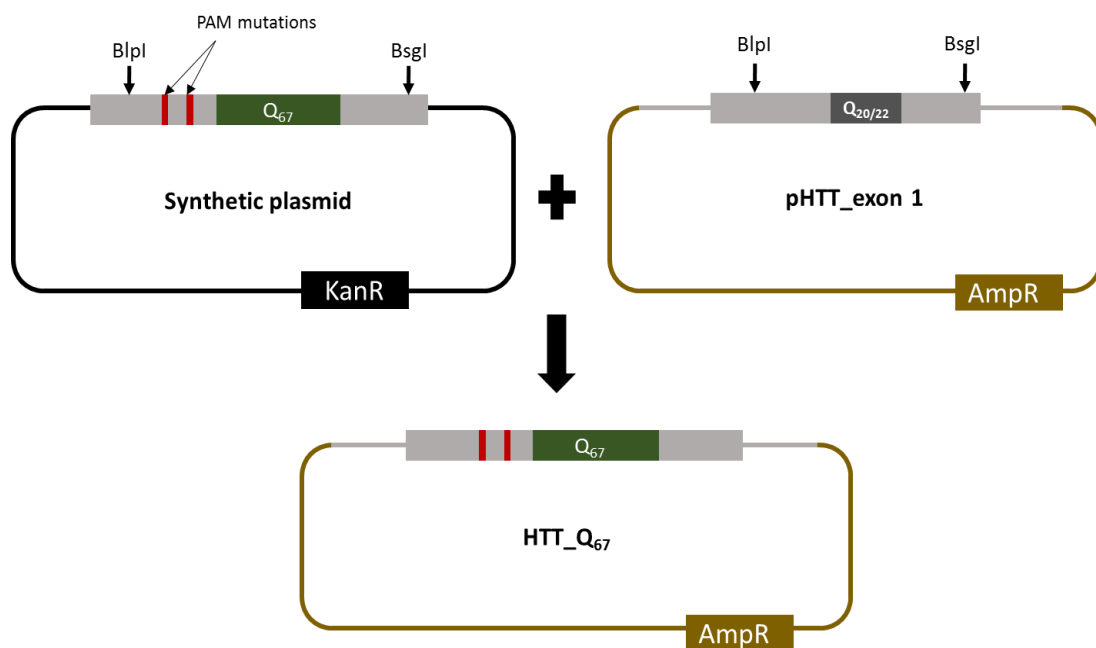 PAM mutations
BlpI
BsgI
Q₆₇
Synthetic plasmid
KanR
BlpI
BsgI
Q₂₀/₂₂
pHTT_exon 1
AmpR
Q₆₇
HTT_Q₆₇
AmpR